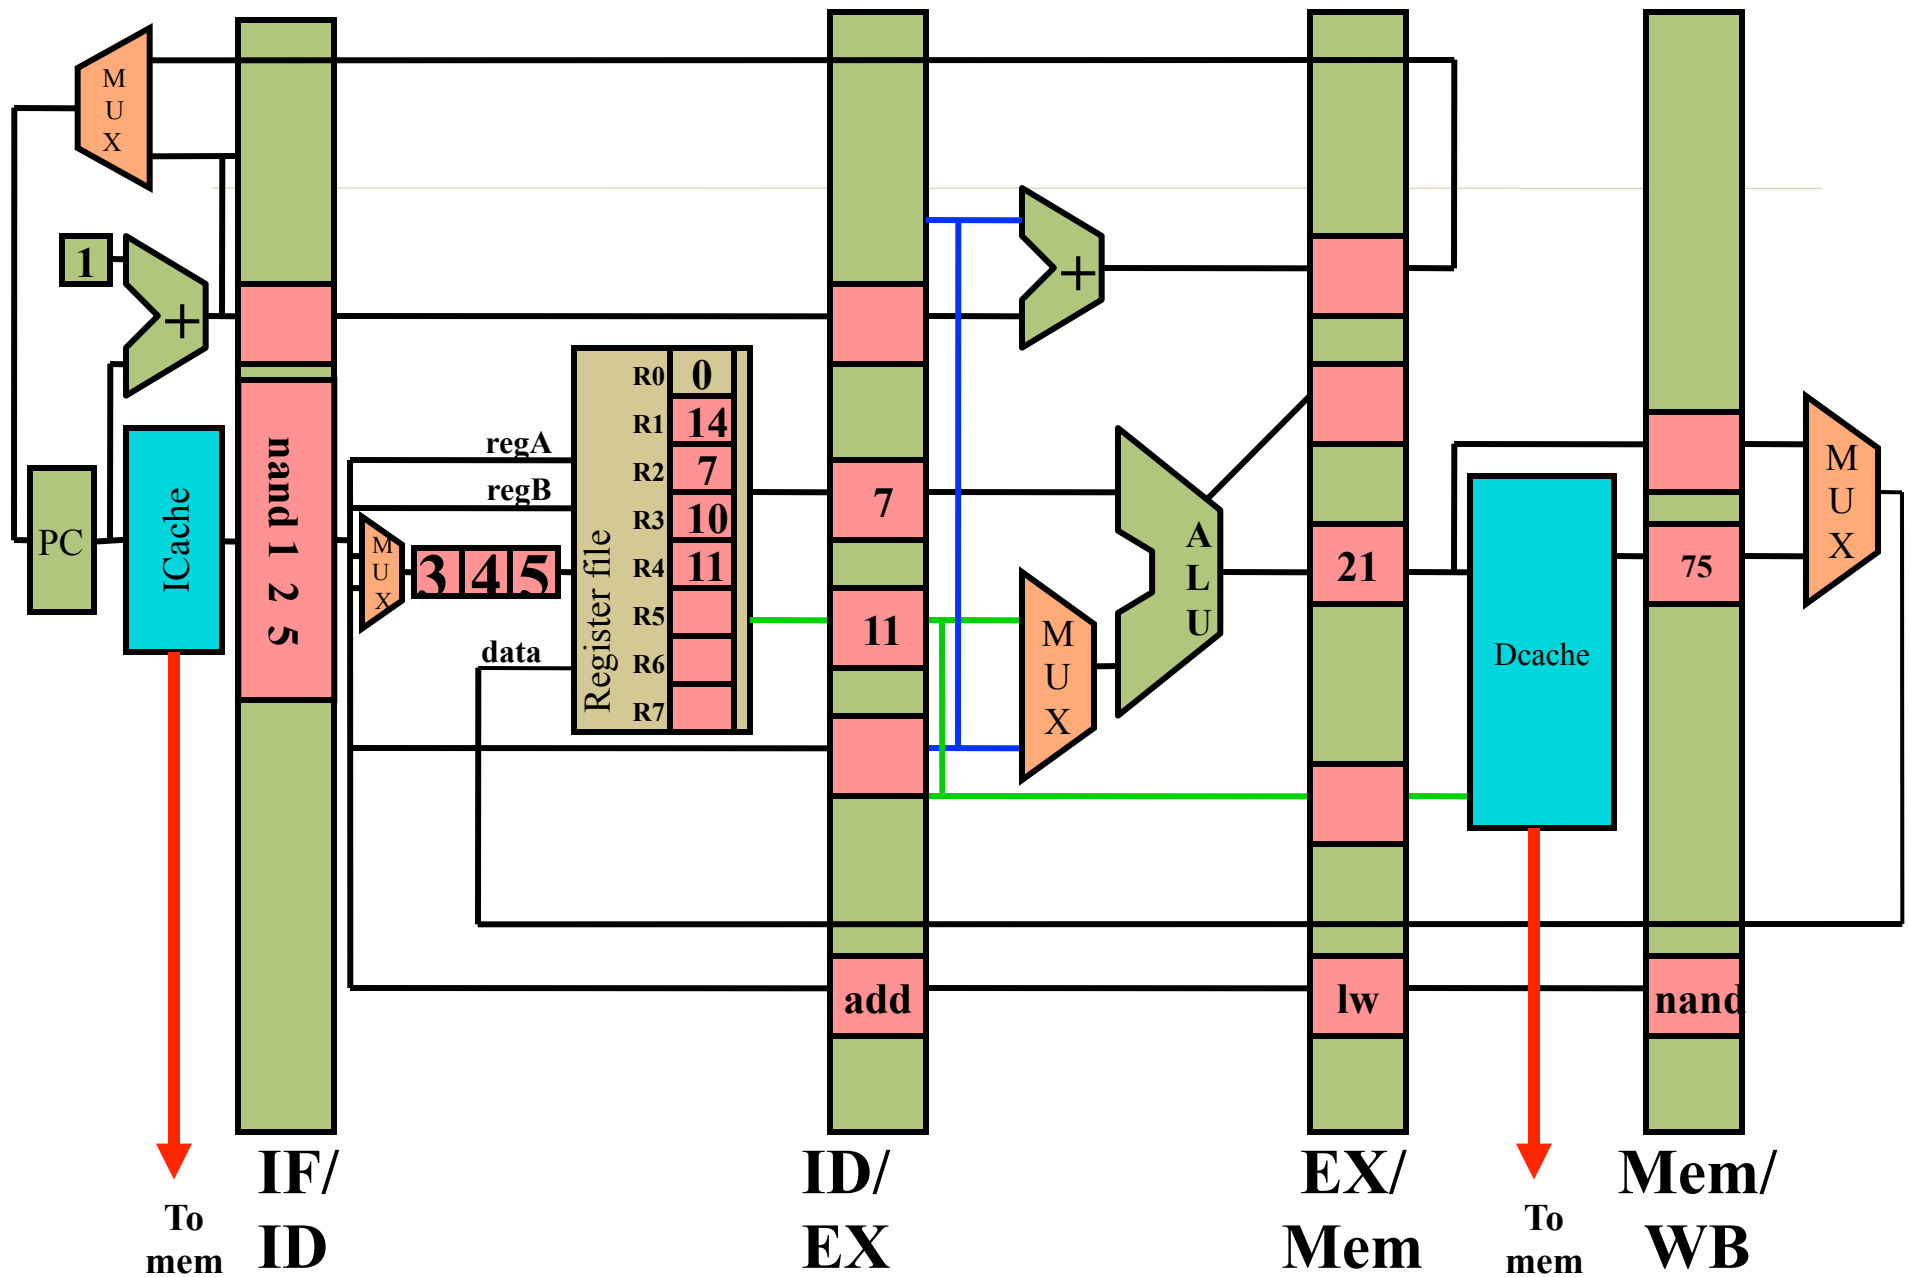 M
U
X
1
+
PC
ICache
nand 1 2 5
regA
regB
M
U
X
3 4 5
data
Register file
R0 0
R1 14
R2 7
R3 10
R4 11
R5
R6
R7
7
11
add
+
M
U
X
A
L
U
21
lw
Dcache
75
nand
M
U
X
To
mem
IF/
ID
ID/
EX
EX/
Mem
To
mem
Mem/
WB